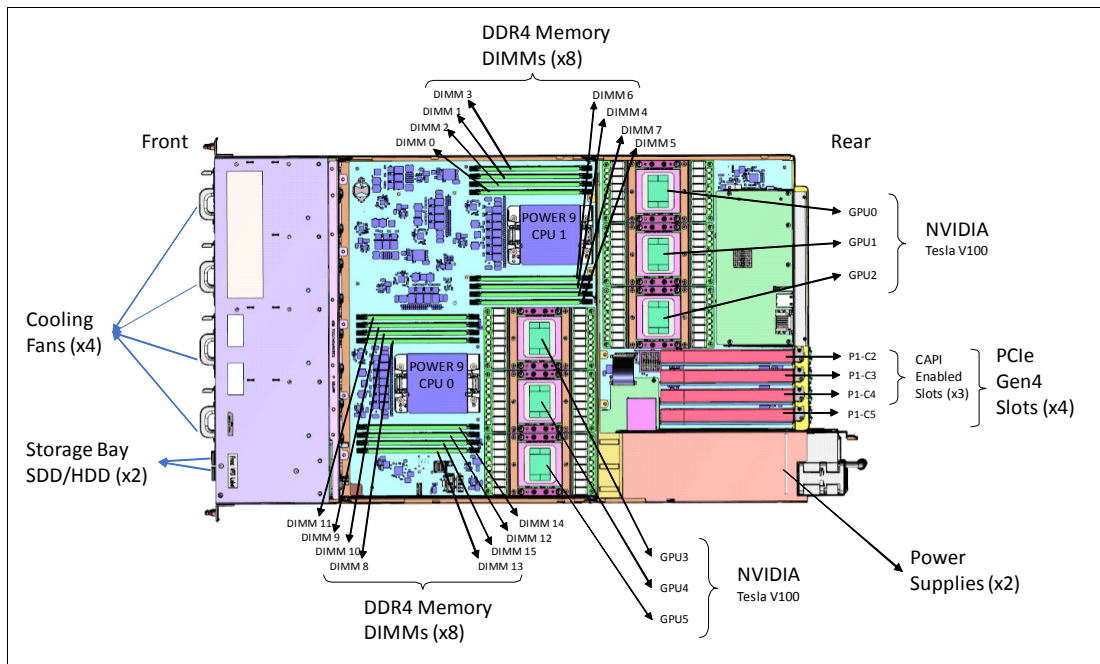 DDR4 Memory
DIMMs (x8)
DIMM 3
DIMM 1
DIMM 2
DIMM 0
DIMM 6
DIMM 4
DIMM 7
DIMM 5
Front
Rear
POWER 9
CPU 1
GPU0
GPU1
GPU2
NVIDIA
Tesla V100
Cooling
Fans (x4)
POWER 9
CPU 0
P1-C2
P1-C3
P1-C4
P1-C5
CAPI
Enabled
Slots (x3)
PCIe
Gen4
Slots (x4)
Storage Bay
SDD/HDD (x2)
DIMM 11
DIMM 9
DIMM 10
DIMM 8
DIMM 14
DIMM 12
DIMM 15
DIMM 13
DDR4 Memory
DIMMs (x8)
GPU3
GPU4
GPU5
NVIDIA
Tesla V100
Power
Supplies (x2)